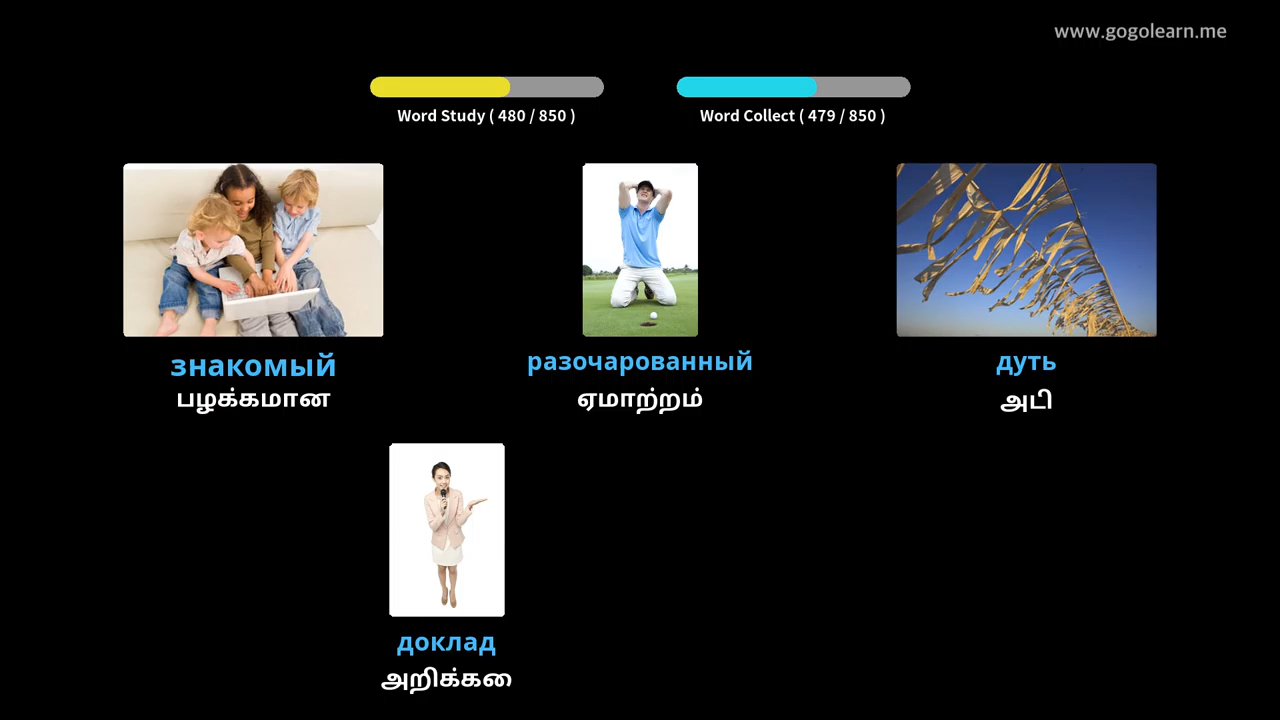 www.gogolearn.me
Word Study ( 480 / 850 )
Word Collect ( 479 / 850 )
знакомый
разочарованный
дуть
பழக்கமான
ஏமாற்றம்
அடி
доклад
அறிக்கை